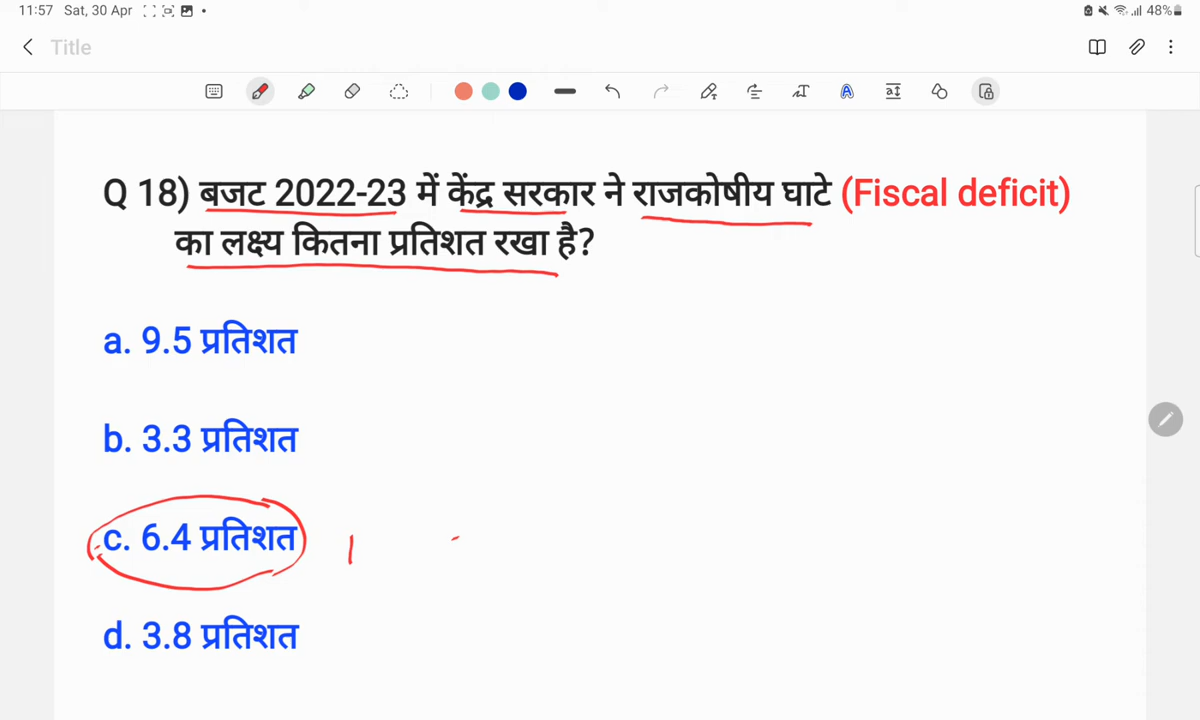 11:57 Sat, 30 Apr 48%
Title
Q 18) बजट 2022-23 में केंद्र सरकार ने राजकोषीय घाटे (Fiscal deficit)
का लक्ष्य कितना प्रतिशत रखा है?
a. 9.5 प्रतिशत
b. 3.3 प्रतिशत
c. 6.4 प्रतिशत
d. 3.8 प्रतिशत